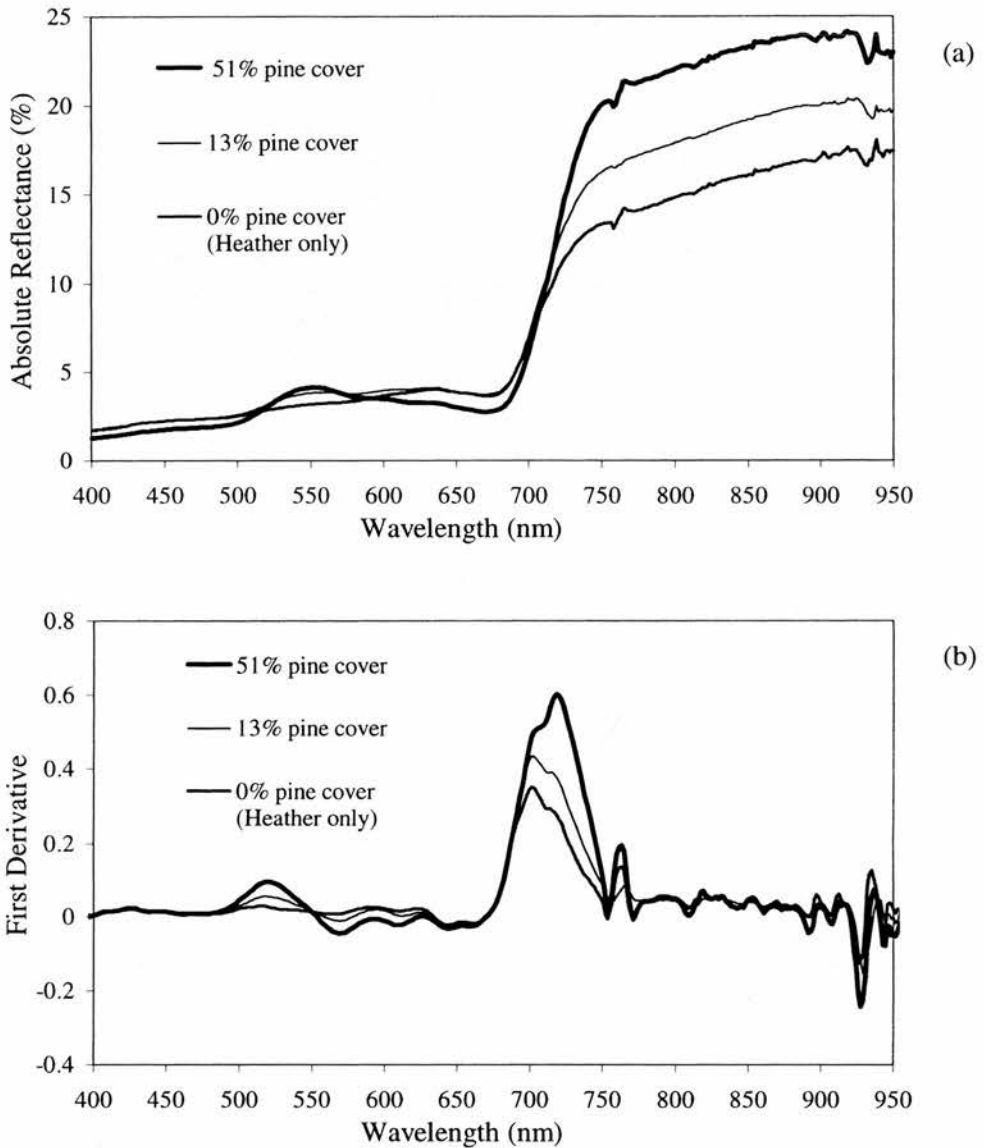 (a)
Absolute Reflectance (%)
25
20
15
10
5
0
51% pine cover
13% pine cover
0% pine cover
(Heather only)
400 450 500 550 600 650 700 750 800 850 900 950
Wavelength (nm)
(b)
First Derivative
0.8
0.6
0.4
0.2
0
-0.2
-0.4
51% pine cover
13% pine cover
0% pine cover
(Heather only)
400 450 500 550 600 650 700 750 800 850 900 950
Wavelength (nm)